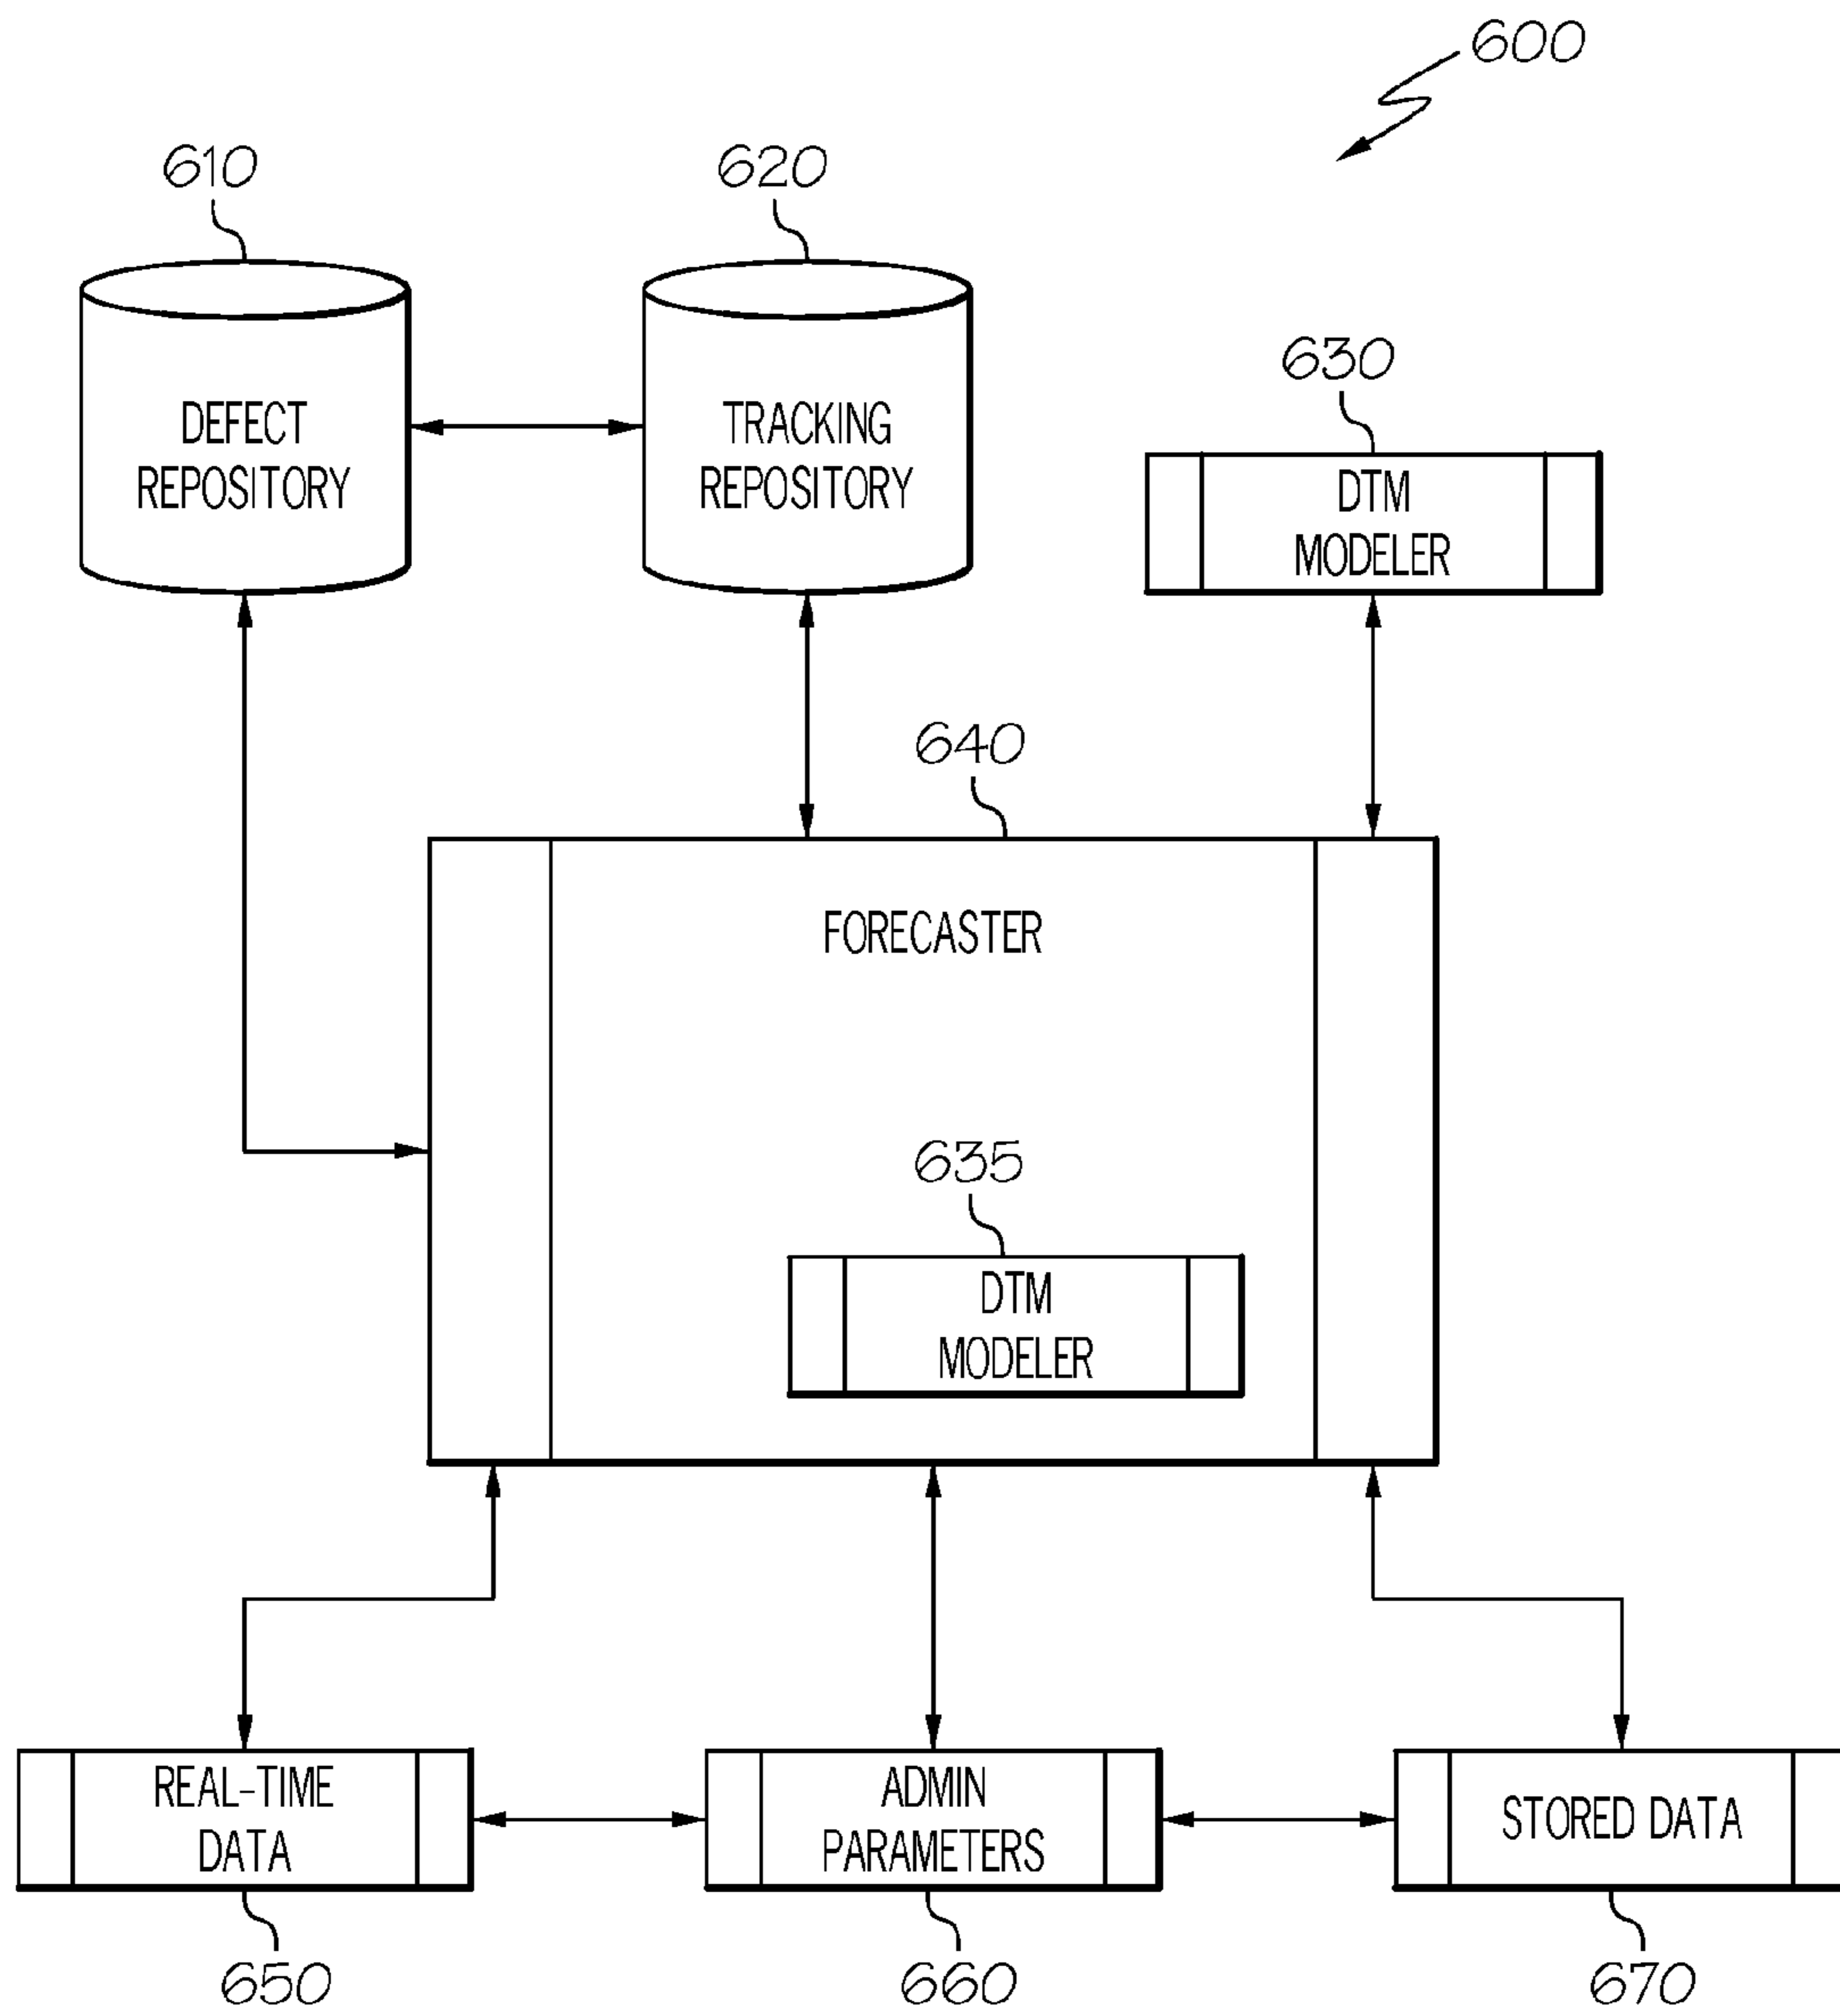 600
610
620
DEFECT
REPOSITORY
TRACKING
REPOSITORY
630
DTM
MODELER
640
FORECASTER
635
DTM
MODELER
REAL-TIME
DATA
ADMIN
PARAMETERS
STORED DATA
650
660
670